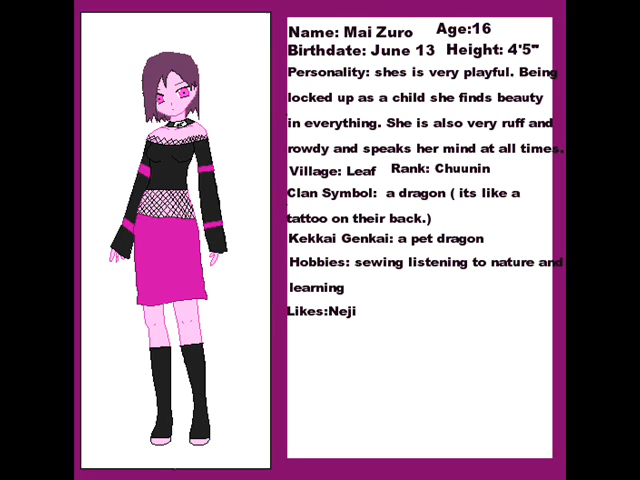 Name: Mai Zuro Age:16
Birthdate: June 13 Height: 4'5"
Personality: shes is very playful. Being
locked up as a child she finds beauty
in everything. She is also very ruff and
rowdy and speaks her mind at all times.
Village: Leaf Rank: Chuunin
Clan Symbol: a dragon ( its like a
tattoo on their back.)
Kekkai Genkai: a pet dragon
Hobbies: sewing listening to nature and
learning
Likes:Neji